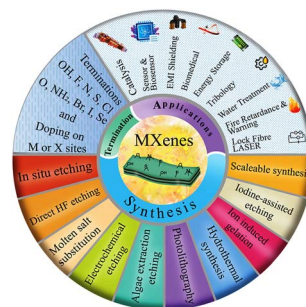 Terminations
OH, F, N, S, Cl
O, NH₂, Br, I, Se
and
Doping on
M or X sites
Catalysis
Sensor &
Biosensor
EMI Shielding
Biomedical
Energy Storage
Tribology
Water Treatment
Fire Retardance &
Warning
Lock Fibre
LASER
Termination
Applications
MXenes
Synthesis
In situ etching
Direct HF etching
Molten salt
substitution
Electrochemical
etching
Algae extraction
etching
Photolithography
Hydrothermal
synthesis
Ion induced
gelation
Iodine-assisted
etching
Scaleable synthesis